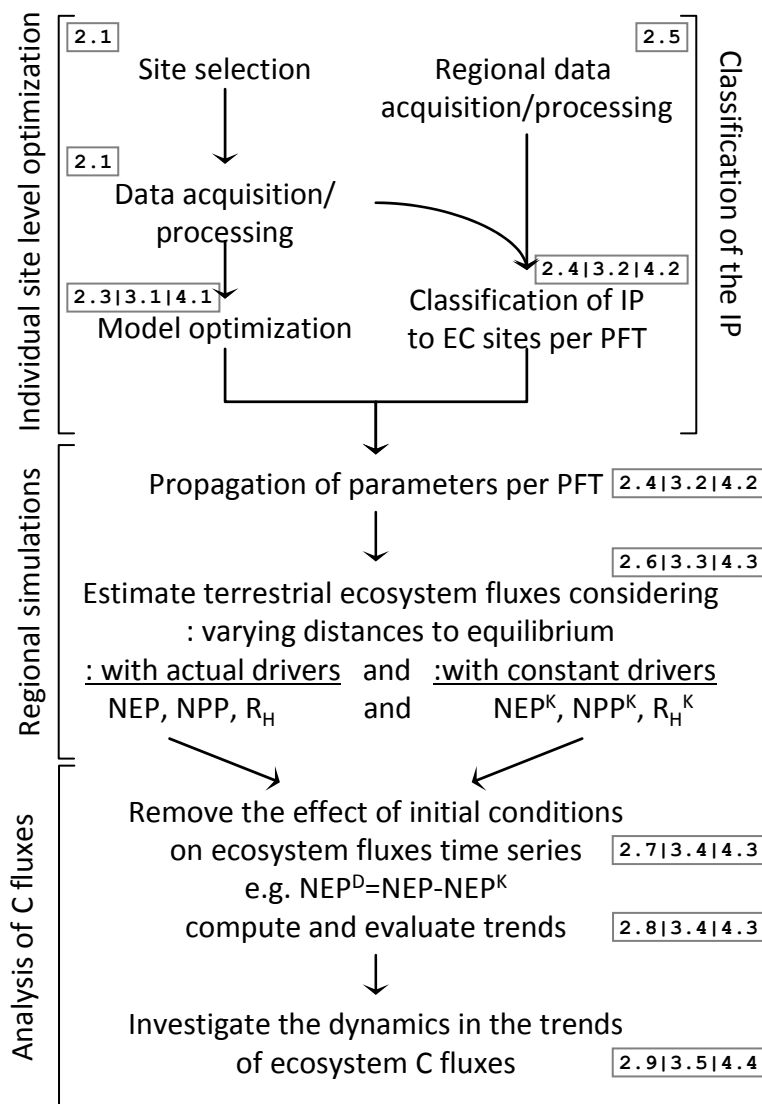 2.1
2.5
Site selection
Regional data
acquisition/processing
2.1
Data acquisition/
processing
2.4|3.2|4.2
2.3|3.1|4.1
Model optimization
Classification of IP
to EC sites per PFT
Individual site level optimization
Classification of the IP
Propagation of parameters per PFT
2.4|3.2|4.2
2.6|3.3|4.3
Estimate terrestrial ecosystem fluxes considering
: varying distances to equilibrium
: with actual drivers and :with constant drivers
NEP, NPP, R_H and NEP^K, NPP^K, R_H^K
Regional simulations
Remove the effect of initial conditions
on ecosystem fluxes time series
2.7|3.4|4.3
e.g. NEP^D=NEP-NEP^K
compute and evaluate trends
2.8|3.4|4.3
Investigate the dynamics in the trends
of ecosystem C fluxes
2.9|3.5|4.4
Analysis of C fluxes